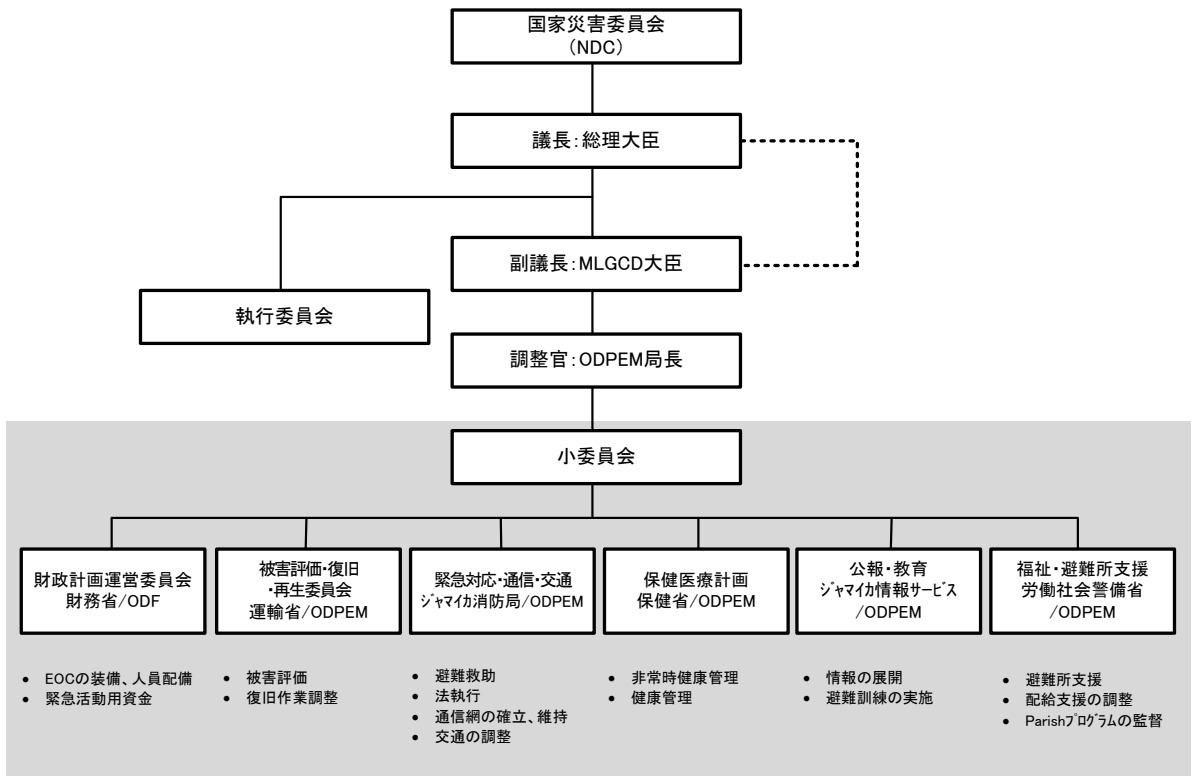 国家災害委員会
(NDC)
議長：総理大臣
副議長：MLGCD大臣
執行委員会
調整官：ODPEM局長
小委員会
財政計画運営委員会
財務省/ODF
被害評価・復旧
・再生委員会
運輸省/ODPEM
緊急対応・通信・交通
ｼﾞｬﾏｲｶ消防局/ODPEM
保健医療計画
保健省/ODPEM
公報・教育
ｼﾞｬﾏｲｶ情報ｻｰﾋﾞｽ
/ODPEM
福祉・避難所支援
労働社会警備省
/ODPEM
• EOCの装備、人員配備
• 緊急活動用資金
• 被害評価
• 復旧作業調整
• 避難救助
• 法執行
• 通信網の確立、維持
• 交通の調整
• 非常時健康管理
• 健康管理
• 情報の展開
• 避難訓練の実施
• 避難所支援
• 配給支援の調整
• Parishﾌﾟﾛｸﾞﾗﾑの監督